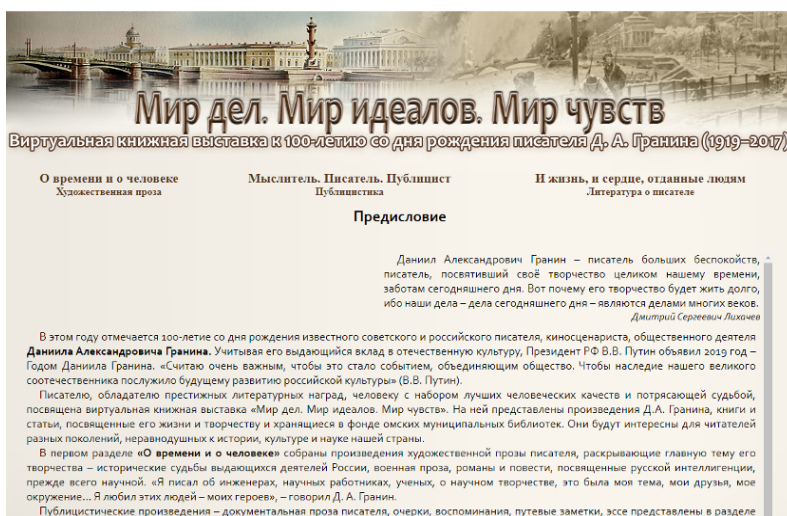 Мир дел. Мир идеалов. Мир чувств
Виртуальная книжная выставка к 100-летию со дня рождения писателя Д. А. Гранина (1919–2017)
О времени и о человеке
Художественная проза
Мыслитель. Писатель. Публицист
Публицистика
И жизнь, и сердце, отданные людям
Литература о писателе
Предисловие
Даниил Александрович Гранин – писатель больших беспокойств,
писатель, посвятивший своё творчество целиком нашему времени,
заботам сегодняшнего дня. Вот почему его творчество будет жить долго,
ибо наши дела – дела сегодняшнего дня – являются делами многих веков.
Дмитрий Сергеевич Лихачев
В этом году отмечается 100-летие со дня рождения известного советского и российского писателя, киносценариста, общественного деятеля
Даниила Александровича Гранина. Учитывая его выдающийся вклад в отечественную культуру, Президент РФ В.В. Путин объявил 2019 год –
Годом Даниила Гранина. «Считаю очень важным, чтобы это стало событием, объединяющим общество. Чтобы наследие нашего великого
соотечественника послужило будущему развитию российской культуры» (В.В. Путин).
Писателю, обладателю престижных литературных наград, человеку с набором лучших человеческих качеств и потрясающей судьбой,
посвящена виртуальная книжная выставка «Мир дел. Мир идеалов. Мир чувств». На ней представлены произведения Д.А. Гранина, книги и
статьи, посвященные его жизни и творчеству и хранящиеся в фонде омских муниципальных библиотек. Они будут интересны для читателей
разных поколений, неравнодушных к истории, культуре и науке нашей страны.
В первом разделе «О времени и о человеке» собраны произведения художественной прозы писателя, раскрывающие главную тему его
творчества – исторические судьбы выдающихся деятелей России, военная проза, романы и повести, посвященные русской интеллигенции,
прежде всего научной. «Я писал об инженерах, научных работниках, ученых, о научном творчестве, это была моя тема, мои друзья, мое
окружение... Я любил этих людей – моих героев», – говорил Д. А. Гранин.
Публицистические произведения – документальная проза писателя, очерки, воспоминания, путевые заметки, эссе представлены в разделе